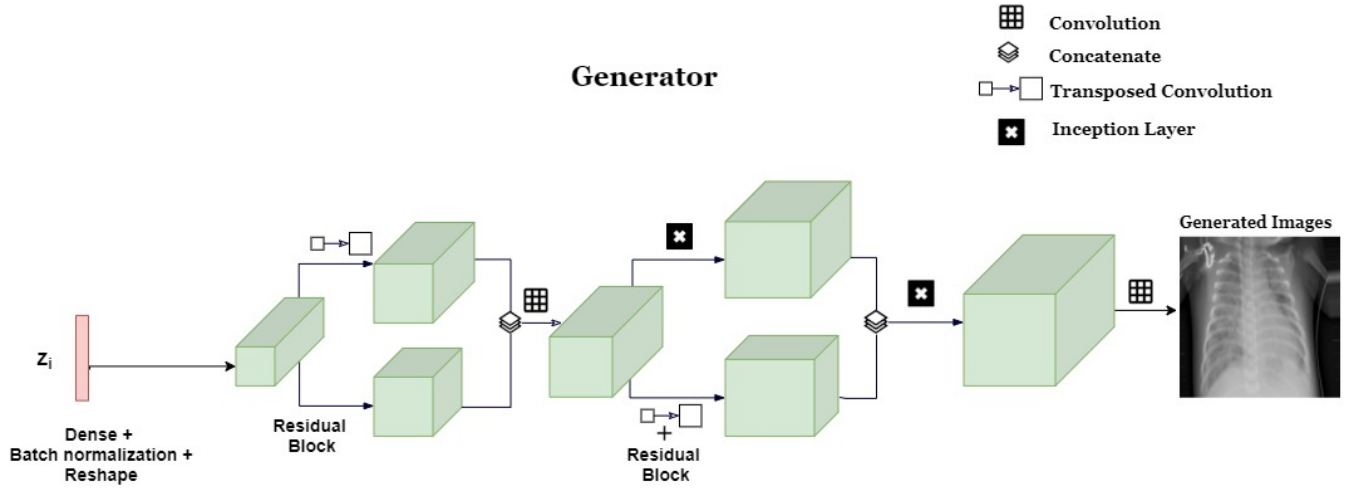 Convolution
Concatenate
Generator
Transposed Convolution
Inception Layer
Generated Images
Zi
Dense +
Batch normalization +
Reshape
Residual
Block
+
Residual
Block